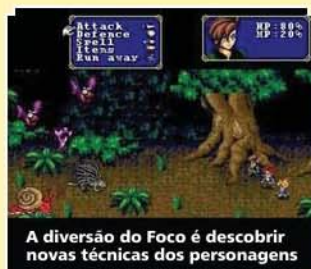 Attack
Defence
Spell
Items
Run away
HP:80%
MP:20%
A diversão do Foco é descobrir
novas técnicas dos personagens